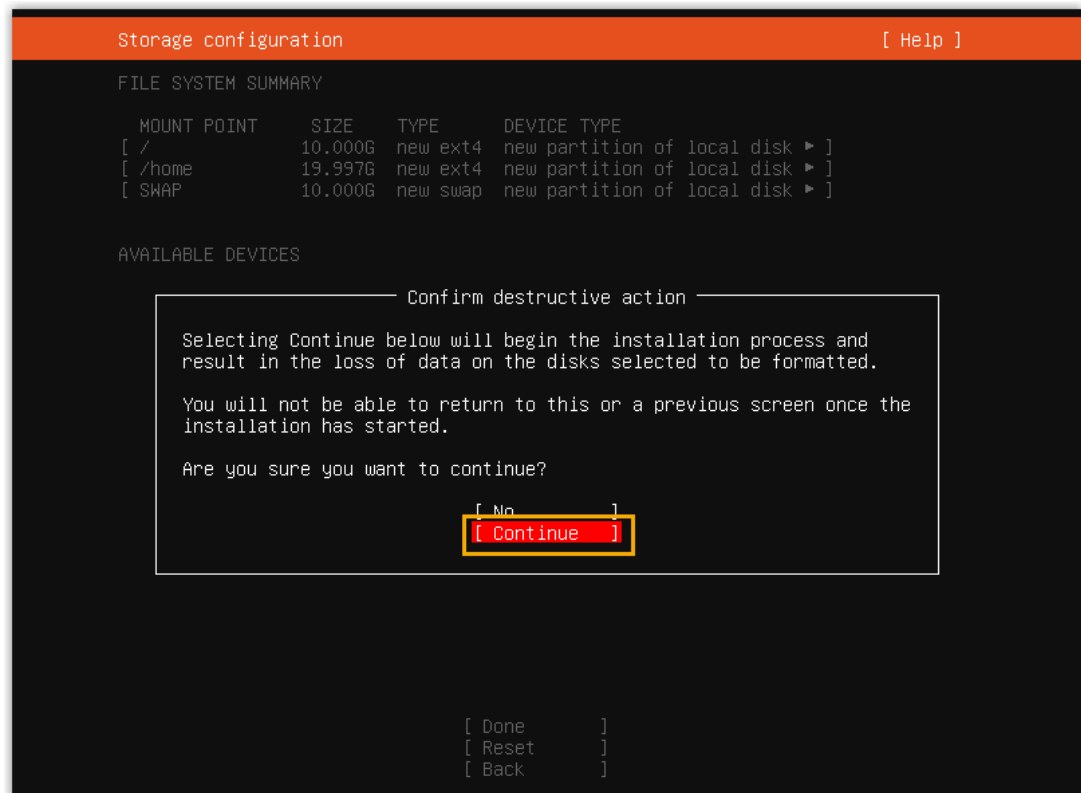 Storage configuration [ Help ]
FILE SYSTEM SUMMARY
MOUNT POINT SIZE TYPE DEVICE TYPE
[ / 10.000G new ext4 new partition of local disk ▸ ]
[ /home 19.997G new ext4 new partition of local disk ▸ ]
[ SWAP 10.000G new swap new partition of local disk ▸ ]
AVAILABLE DEVICES
Confirm destructive action
Selecting Continue below will begin the installation process and
result in the loss of data on the disks selected to be formatted.
You will not be able to return to this or a previous screen once the
installation has started.
Are you sure you want to continue?
[ No ]
[ Continue ]
[ Done ]
[ Reset ]
[ Back ]